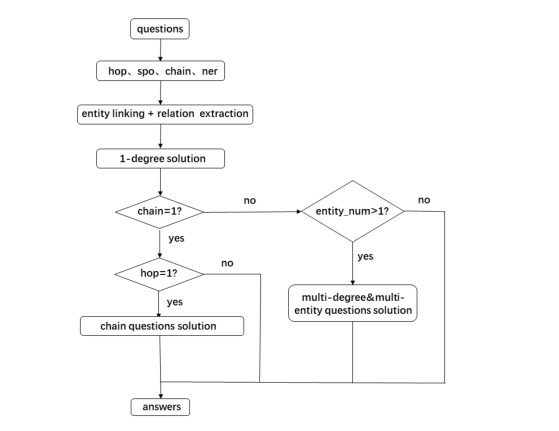 questions
hop、spo、chain、ner
entity linking + relation extraction
1-degree solution
chain=1?
no
entity_num>1?
no
yes
hop=1?
no
yes
yes
multi-degree&multi-
entity questions solution
chain questions solution
answers